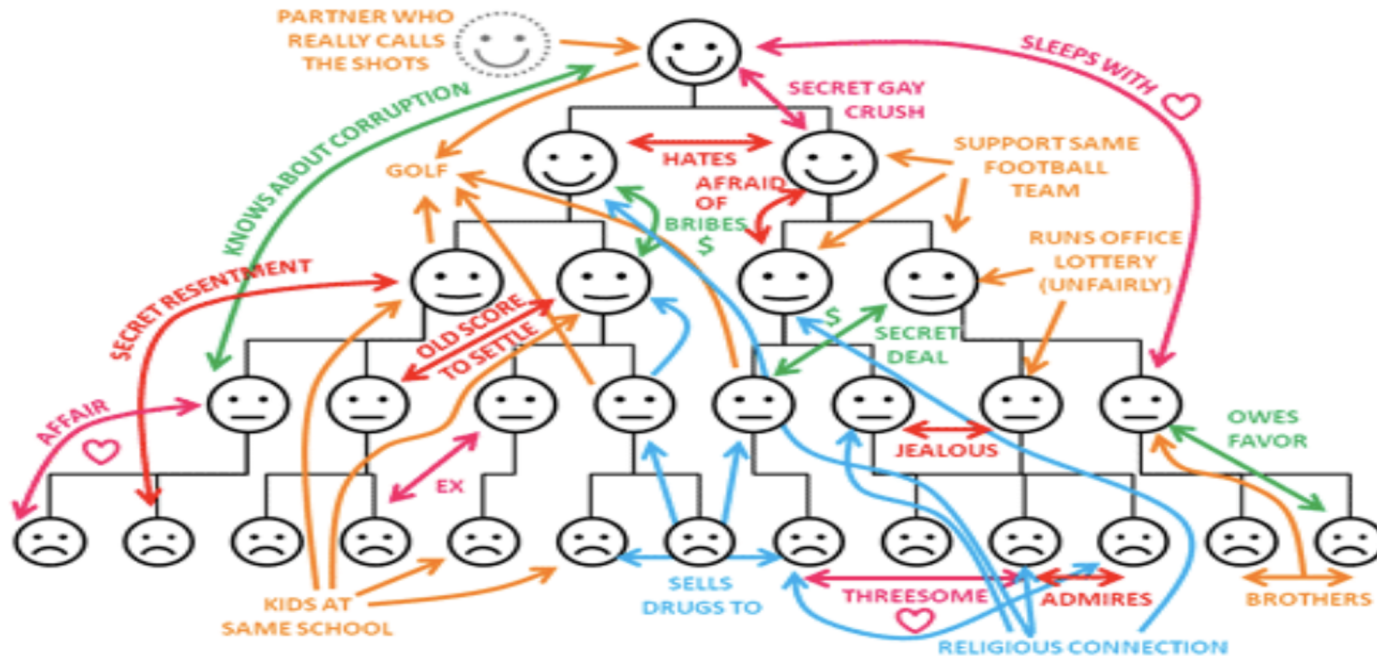 PARTNER WHO
REALLY CALLS
THE SHOTS
SLEEPS WITH
SECRET GAY
CRUSH
KNOWS ABOUT CORRUPTION
HATES
GOLF
SUPPORT SAME
FOOTBALL
TEAM
AFRAID
OF
BRIBES
$
RUNS OFFICE
LOTTERY
(UNFAIRLY)
SECRET RESENTMENT
OLD SCORE
TO SETTLE
$
SECRET
DEAL
AFFAIR
JEALOUS
OWES
FAVOR
EX
SELLS
DRUGS TO
THREESOME
ADMIRES
BROTHERS
KIDS AT
SAME SCHOOL
RELIGIOUS CONNECTION